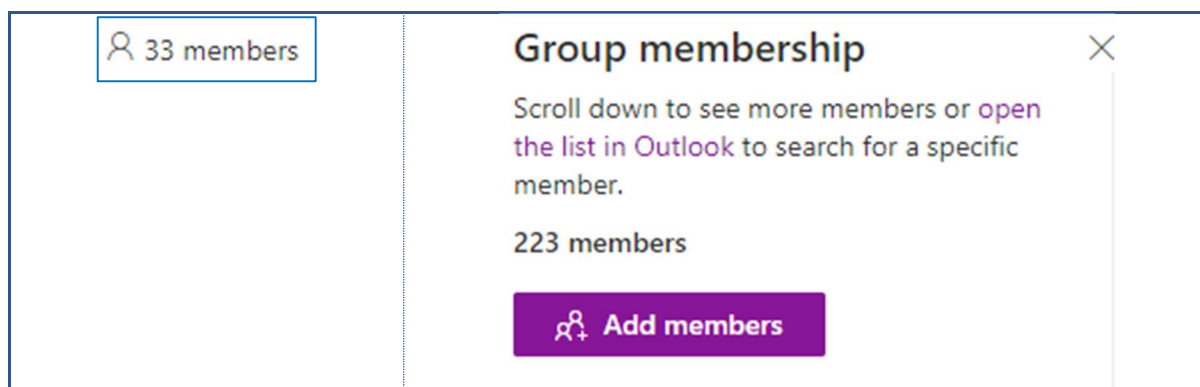 33 members
Group membership
Scroll down to see more members or open
the list in Outlook to search for a specific
member.
223 members
Add members